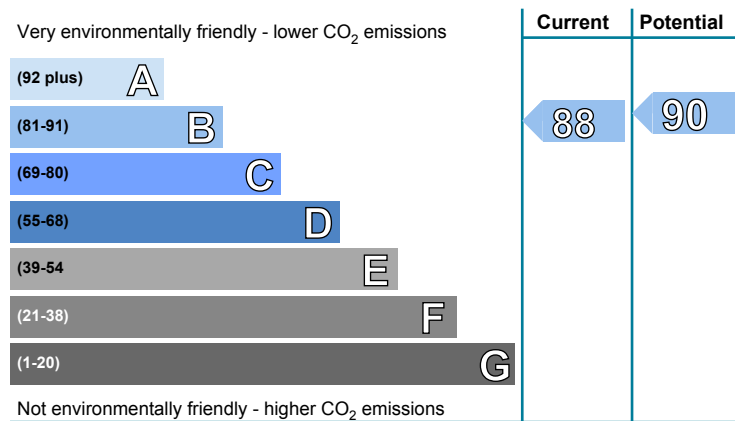 Current Potential
Very environmentally friendly - lower CO₂ emissions
(92 plus) A
(81-91) B
88 90
(69-80) C
(55-68) D
(39-54 E
(21-38) F
(1-20) G
Not environmentally friendly - higher CO₂ emissions